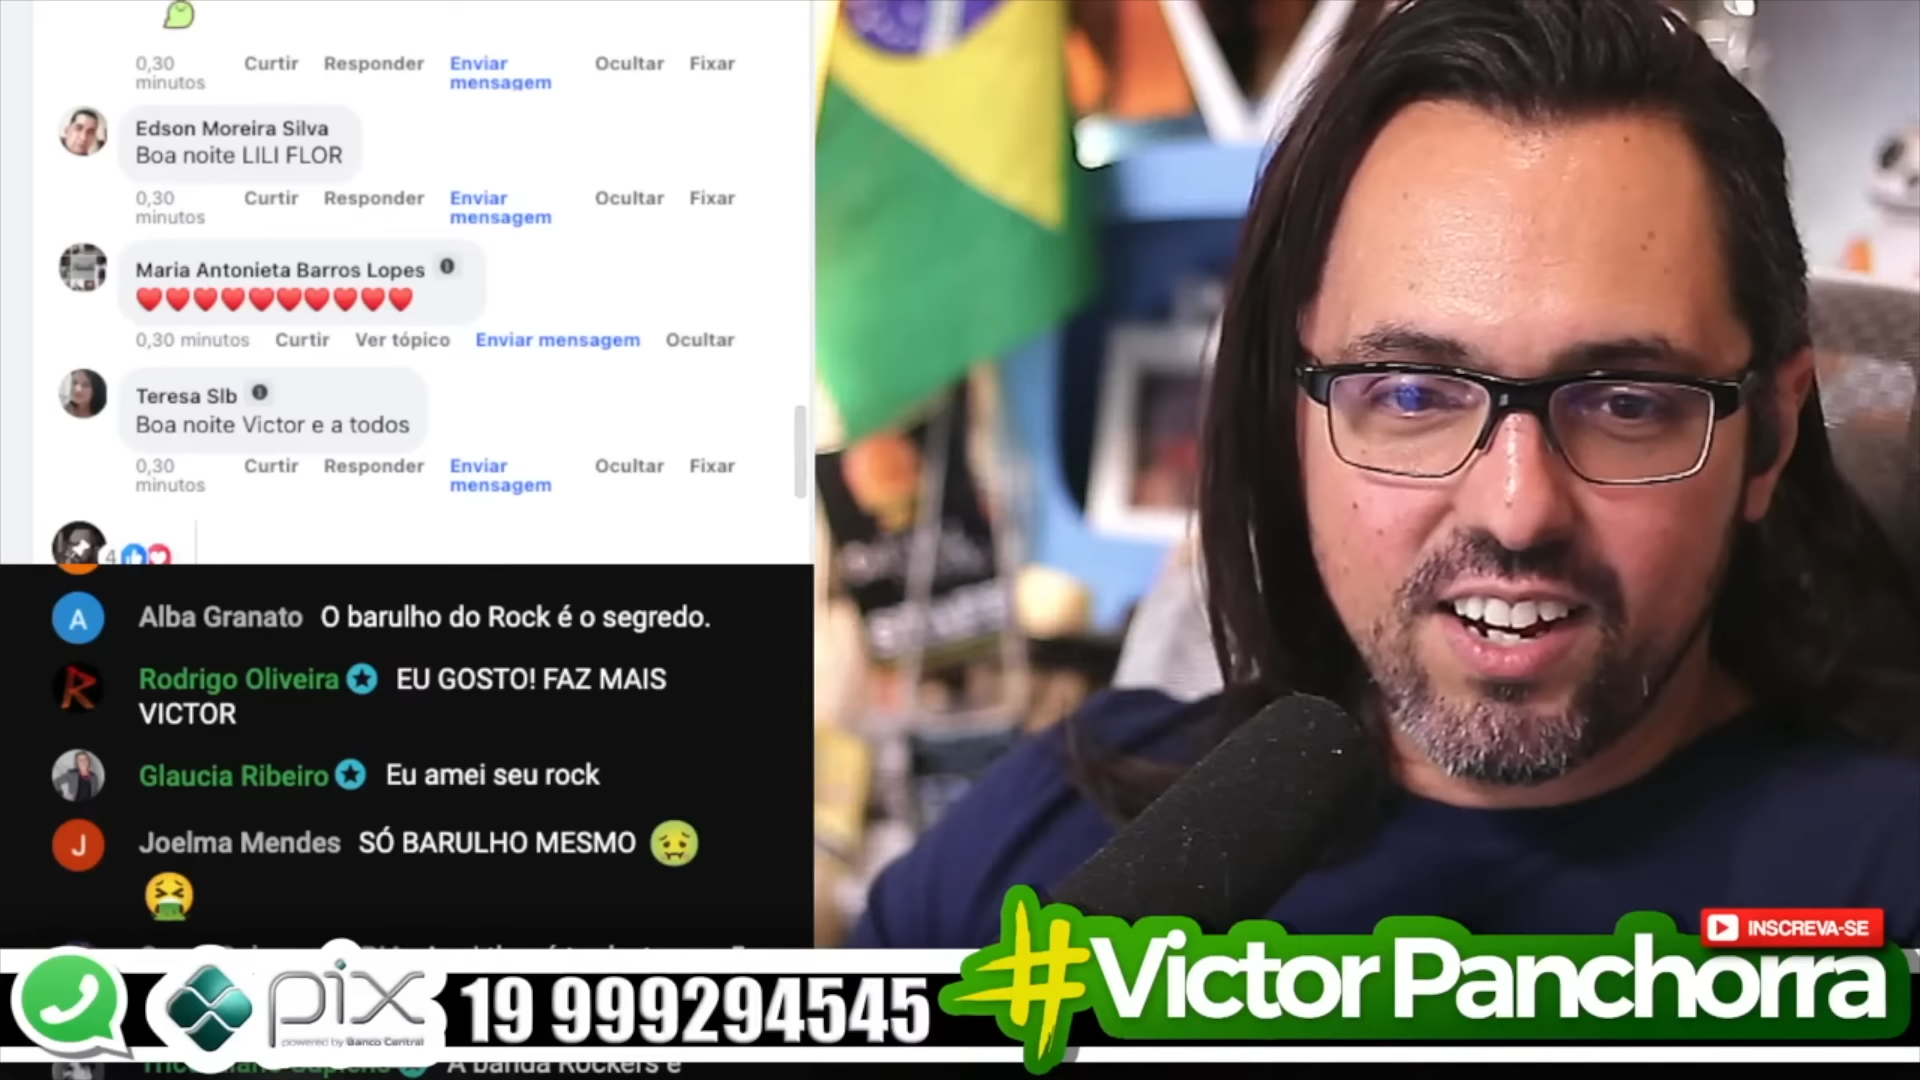 0,30
minutos
Curtir
Responder
Enviar
mensagem
Ocultar
Fixar
Edson Moreira Silva
Boa noite LILI FLOR
0,30
minutos
Curtir
Responder
Enviar
mensagem
Ocultar
Fixar
Maria Antonieta Barros Lopes
0,30 minutos
Curtir
Ver tópico
Enviar mensagem
Ocultar
Teresa Slb
Boa noite Victor e a todos
0,30
minutos
Curtir
Responder
Enviar
mensagem
Ocultar
Fixar
4
A
Alba Granato O barulho do Rock é o segredo.
R
Rodrigo Oliveira EU GOSTO! FAZ MAIS
VICTOR
Glaucia Ribeiro Eu amei seu rock
J
Joelma Mendes SÓ BARULHO MESMO
pix
powered by Banco Central
19 999294545
INSCREVA-SE
#Victor Panchorra
A banda Rockers é